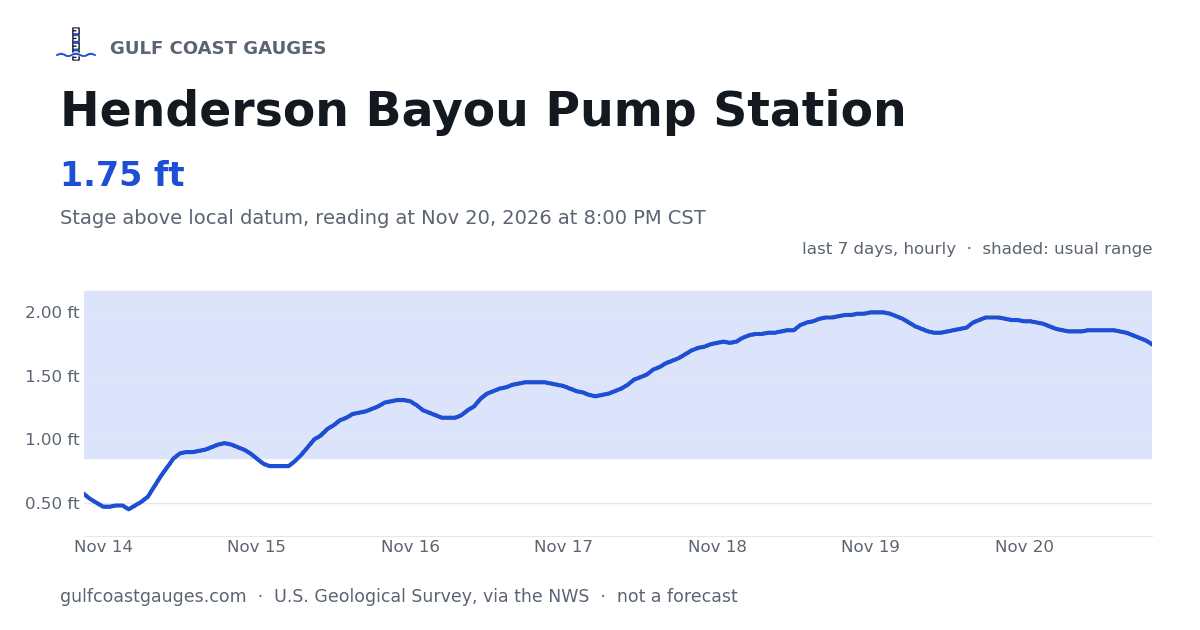 GULF COAST GAUGES
Henderson Bayou Pump Station
1.75 ft
Stage above local datum, reading at Nov 20, 2026 at 8:00 PM CST
last 7 days, hourly · shaded: usual range
2.00 ft
1.50 ft
1.00 ft
0.50 ft
Nov 14 Nov 15 Nov 16 Nov 17 Nov 18 Nov 19 Nov 20
gulfcoastgauges.com · U.S. Geological Survey, via the NWS · not a forecast